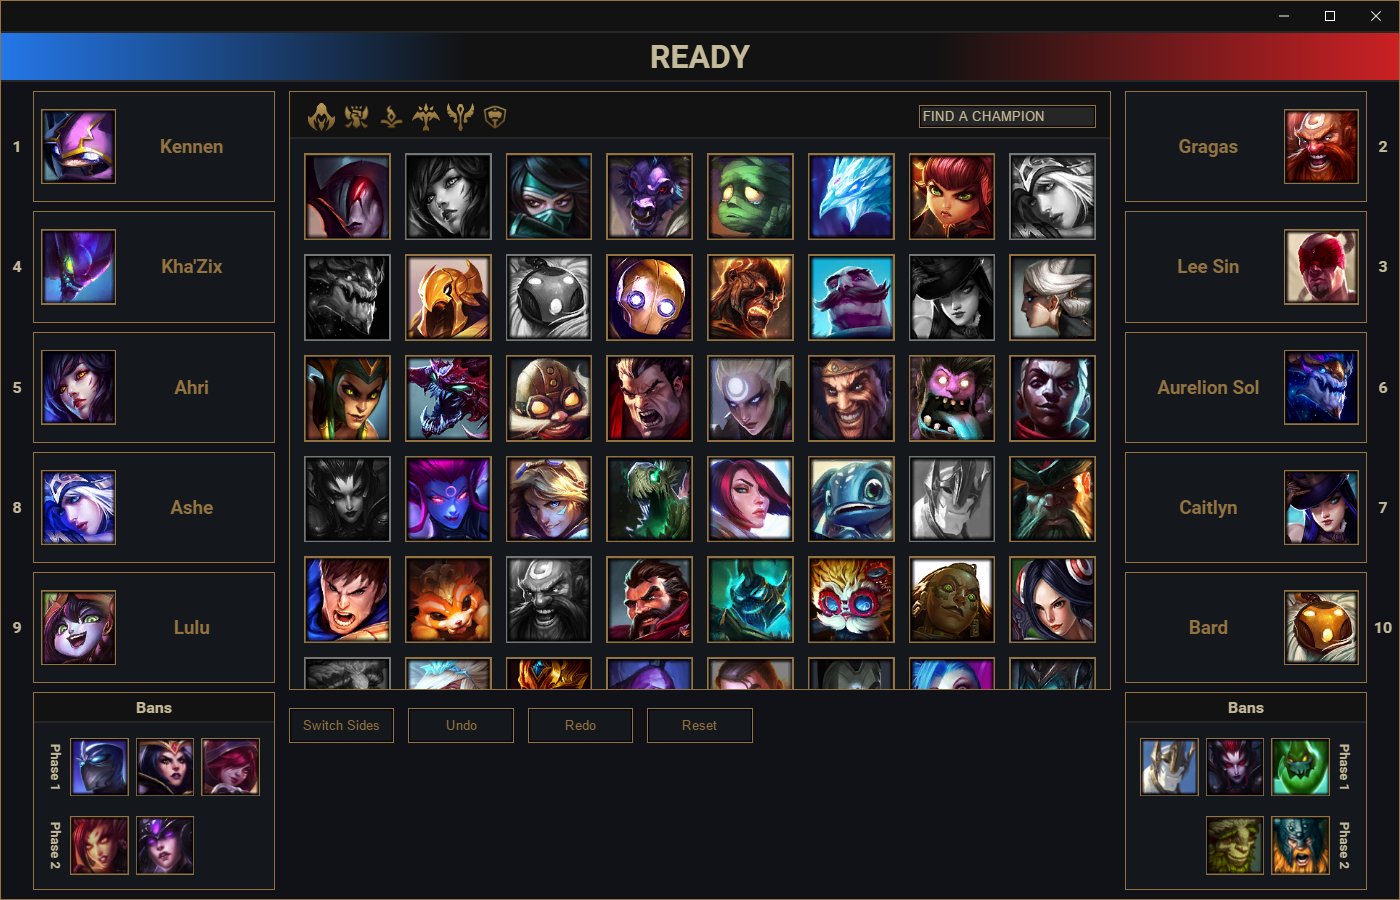 READY
1
Kennen
4
Kha'Zix
5
Ahri
8
Ashe
9
Lulu
Bans
Phase 1
Phase 2
FIND A CHAMPION
Switch Sides
Undo
Redo
Reset
Gragas
2
Lee Sin
3
Aurelion Sol
6
Caitlyn
7
Bard
10
Bans
Phase 1
Phase 2